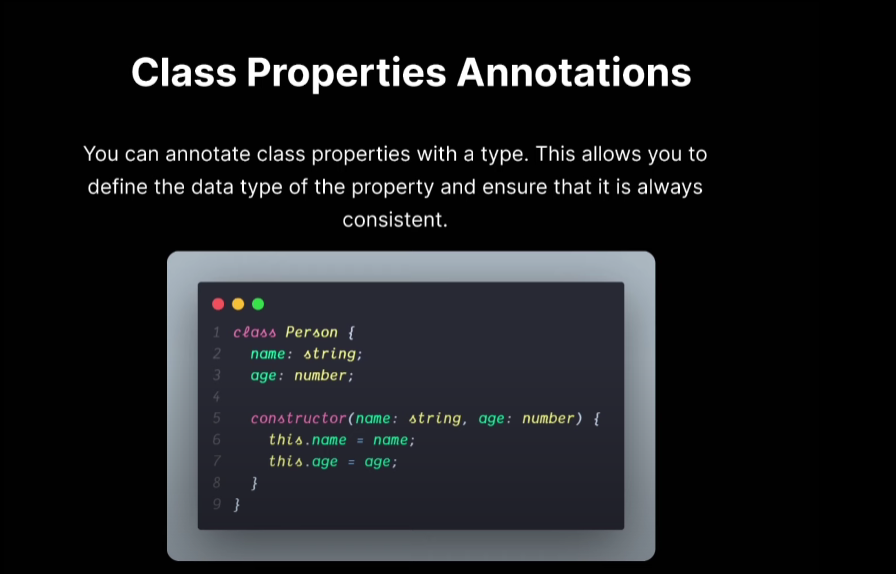 Class Properties Annotations
You can annotate class properties with a type. This allows you to
define the data type of the property and ensure that it is always
consistent.
1 class Person {
2   name: string;
3   age: number;
4
5   constructor(name: string, age: number) {
6     this.name = name;
7     this.age = age;
8   }
9 }